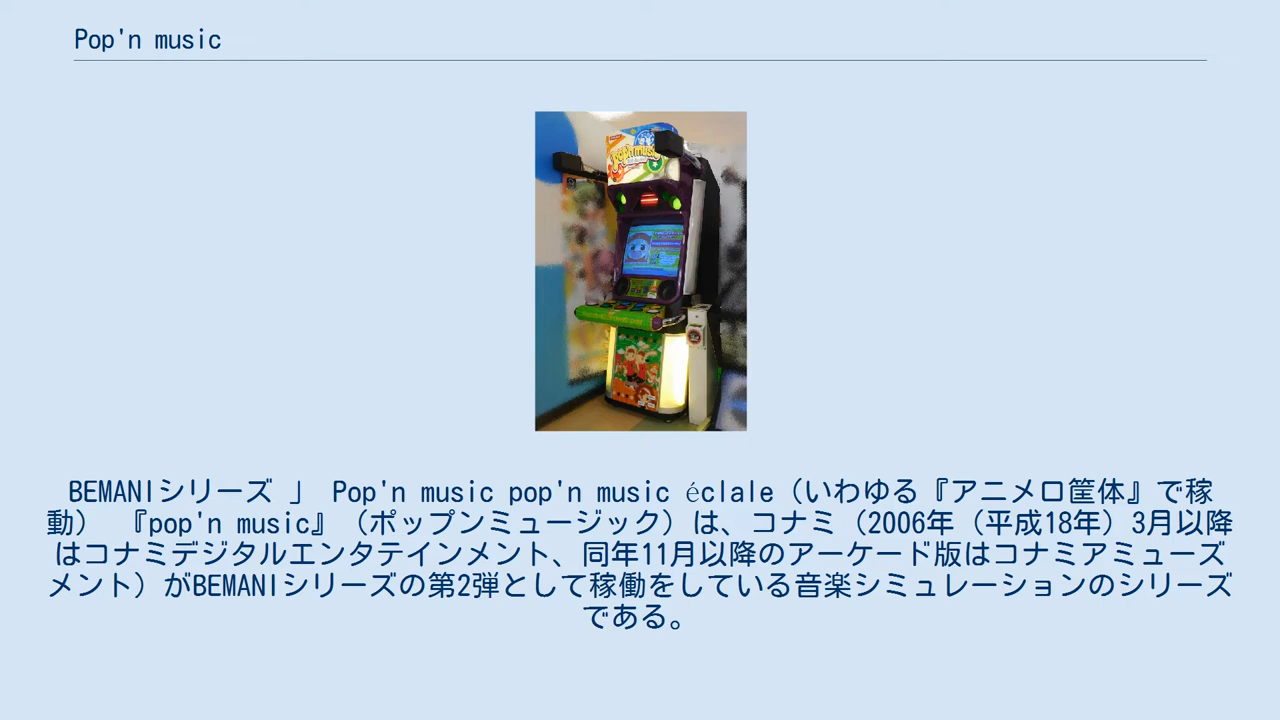 Pop'n music
pop'n music
BEMANIシリーズ 」 Pop'n music pop'n music éclale（いわゆる『アニメロ筐体』で稼
動） 『pop'n music』（ポップンミュージック）は、コナミ（2006年（平成18年）3月以降
はコナミデジタルエンタテインメント、同年11月以降のアーケード版はコナミアミューズ
メント）がBEMANIシリーズの第2弾として稼働をしている音楽シミュレーションのシリーズ
である。